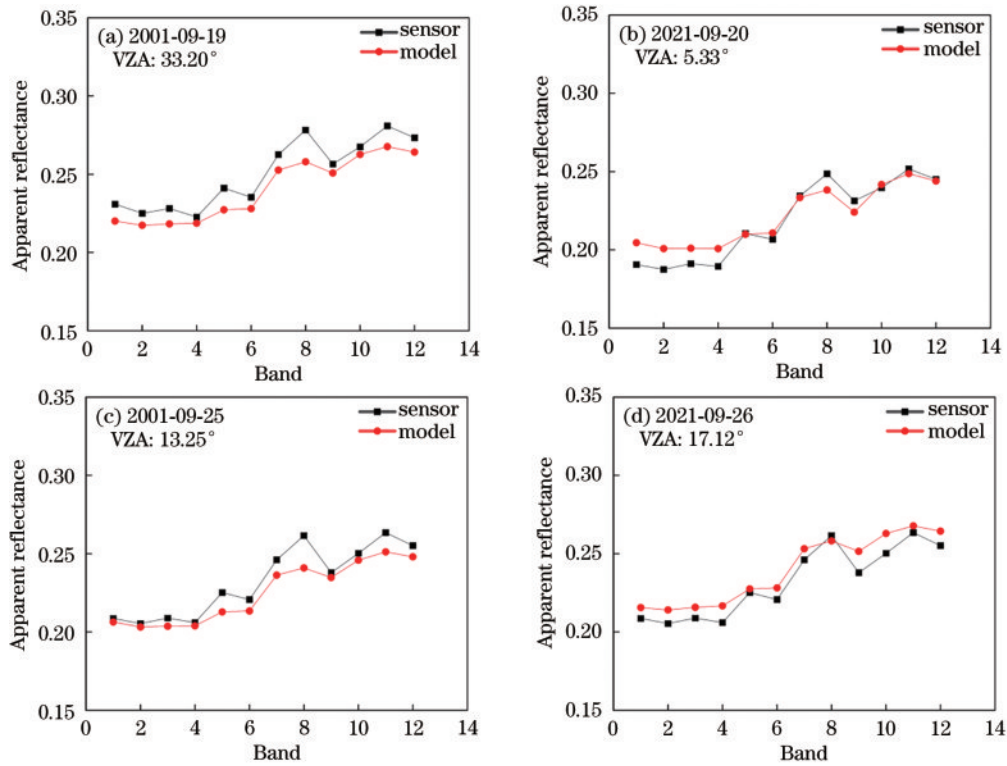 (a) 2001-09-19
VZA: 33.20°
sensor
model
0.35
0.30
0.25
0.20
0.15
Apparent reflectance
0 2 4 6 8 10 12 14
Band
(b) 2021-09-20
VZA: 5.33°
sensor
model
0.35
0.30
0.25
0.20
0.15
Apparent reflectance
0 2 4 6 8 10 12 14
Band
(c) 2001-09-25
VZA: 13.25°
sensor
model
0.35
0.30
0.25
0.20
0.15
Apparent reflectance
0 2 4 6 8 10 12 14
Band
(d) 2021-09-26
VZA: 17.12°
sensor
model
0.35
0.30
0.25
0.20
0.15
Apparent reflectance
0 2 4 6 8 10 12 14
Band